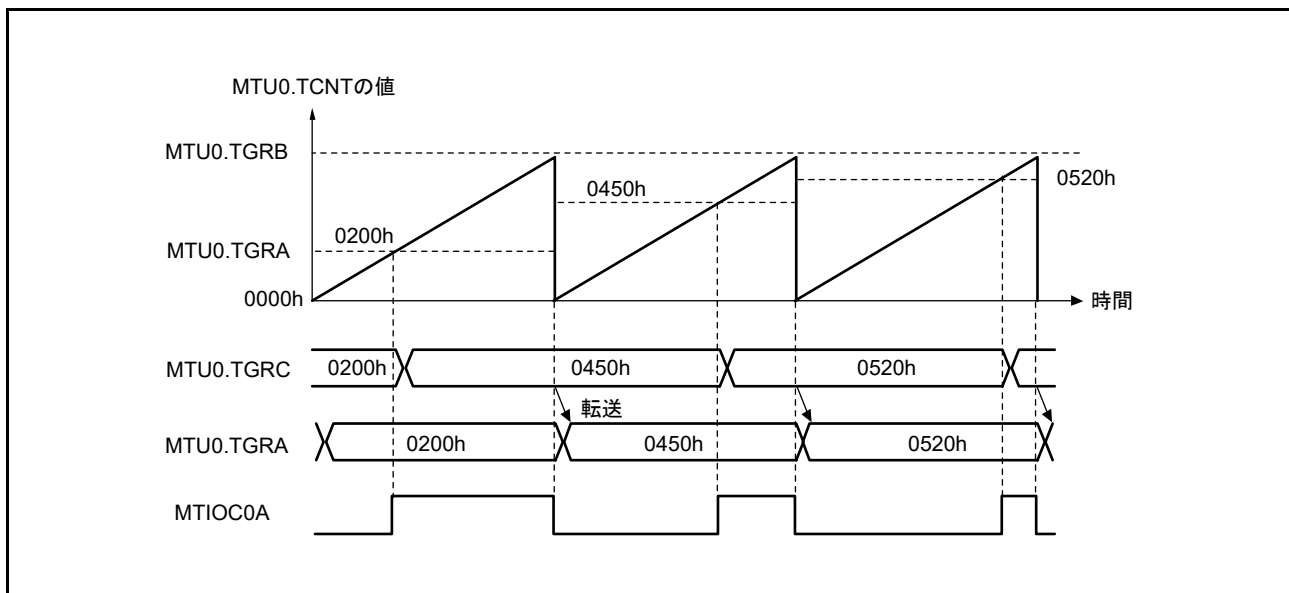 MTU0.TCNTの値
MTU0.TGRB
0520h
0450h
0200h
MTU0.TGRA
0000h
時間
MTU0.TGRC 0200h 0450h 0520h
転送
MTU0.TGRA 0200h 0450h 0520h
MTIOC0A